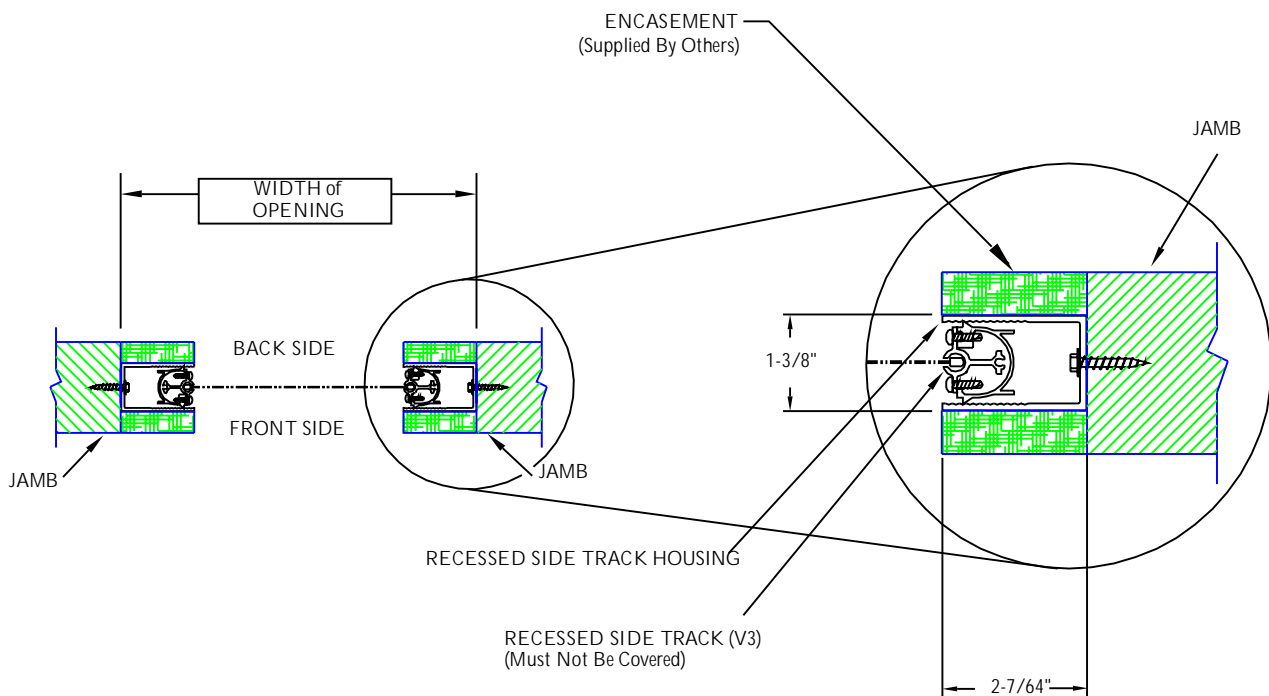 ENCASEMENT
(Supplied By Others)
JAMB
WIDTH of
OPENING
BACK SIDE
1-3/8"
FRONT SIDE
JAMB
JAMB
RECESSED SIDE TRACK HOUSING
RECESSED SIDE TRACK (V3)
(Must Not Be Covered)
2-7/64"